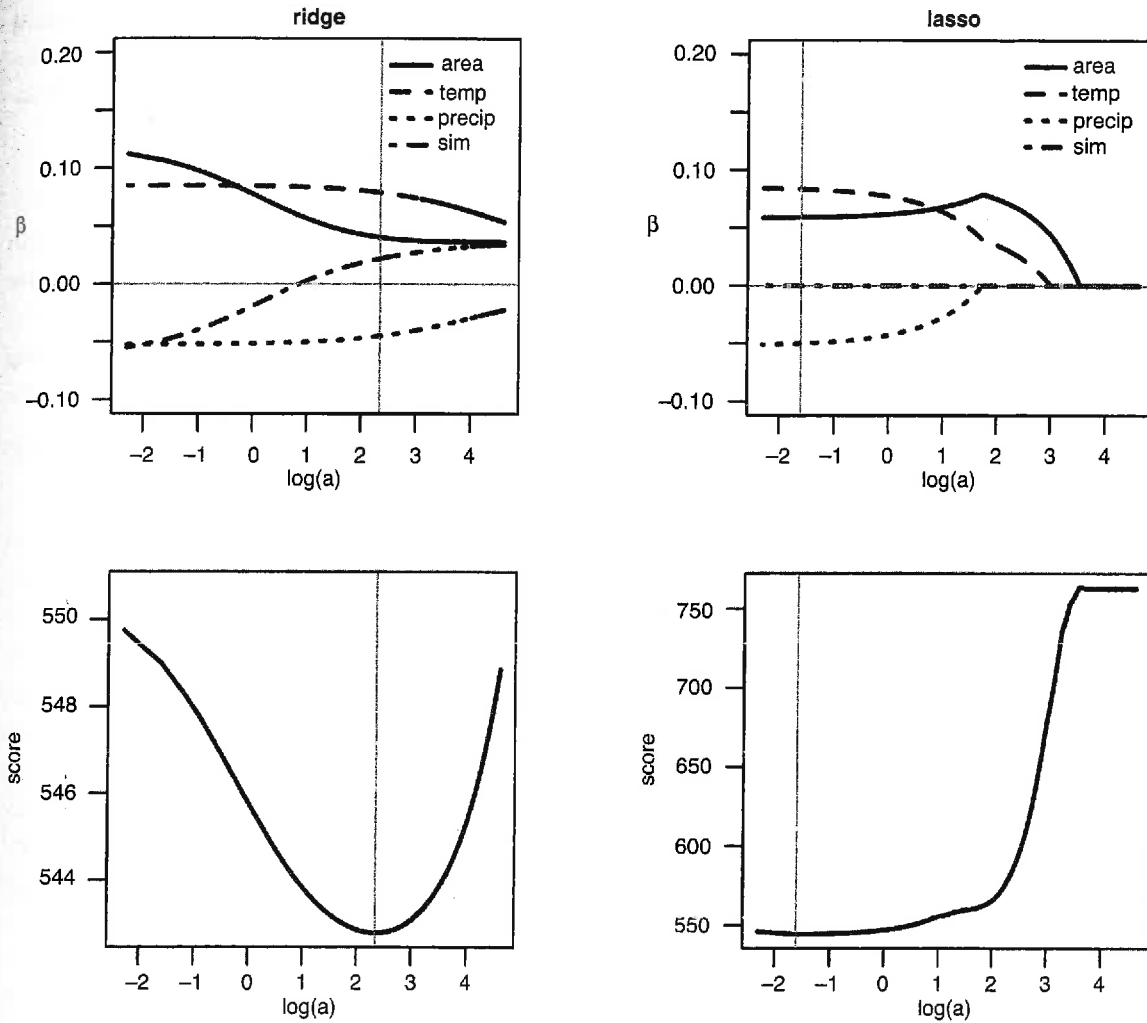 ridge
0.20
0.10
0.00
−0.10
β
area
temp
precip
sim
−2 −1 0 1 2 3 4
log(a)
lasso
0.20
0.10
0.00
−0.10
β
area
temp
precip
sim
−2 −1 0 1 2 3 4
log(a)
550
548
546
544
score
−2 −1 0 1 2 3 4
log(a)
750
700
650
600
550
score
−2 −1 0 1 2 3 4
log(a)